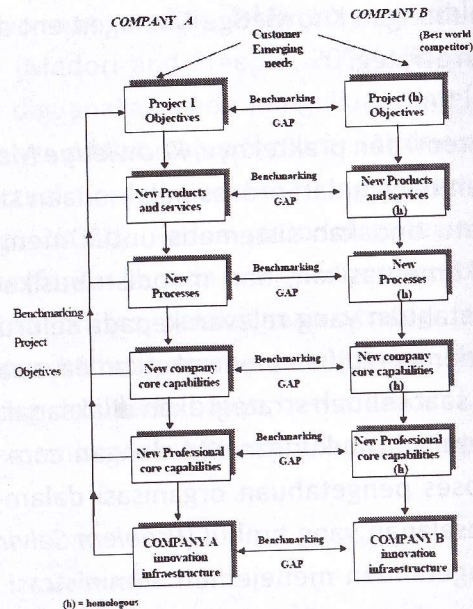 COMPANY A
COMPANY B
(Best world
competitor)
Customer
Emerging
needs
Project 1
Objectives
Benchmarking
GAP
Project (h)
Objectives
New Products
and services
Benchmarking
GAP
New Products
and services
(h)
New
Processes
Benchmarking
GAP
New
Processes
(h)
Benchmarking
Project
Objetives
New company
core capabilities
Benchmarking
GAP
New company
core capabilities
(h)
New Professional
core capabilities
Benchmarking
GAP
New Professional
core capabilities
(h)
COMPANY A
innovation
infraestructure
Benchmarking
GAP
COMPANY B
innovation
infraestructure
(h) = homologous